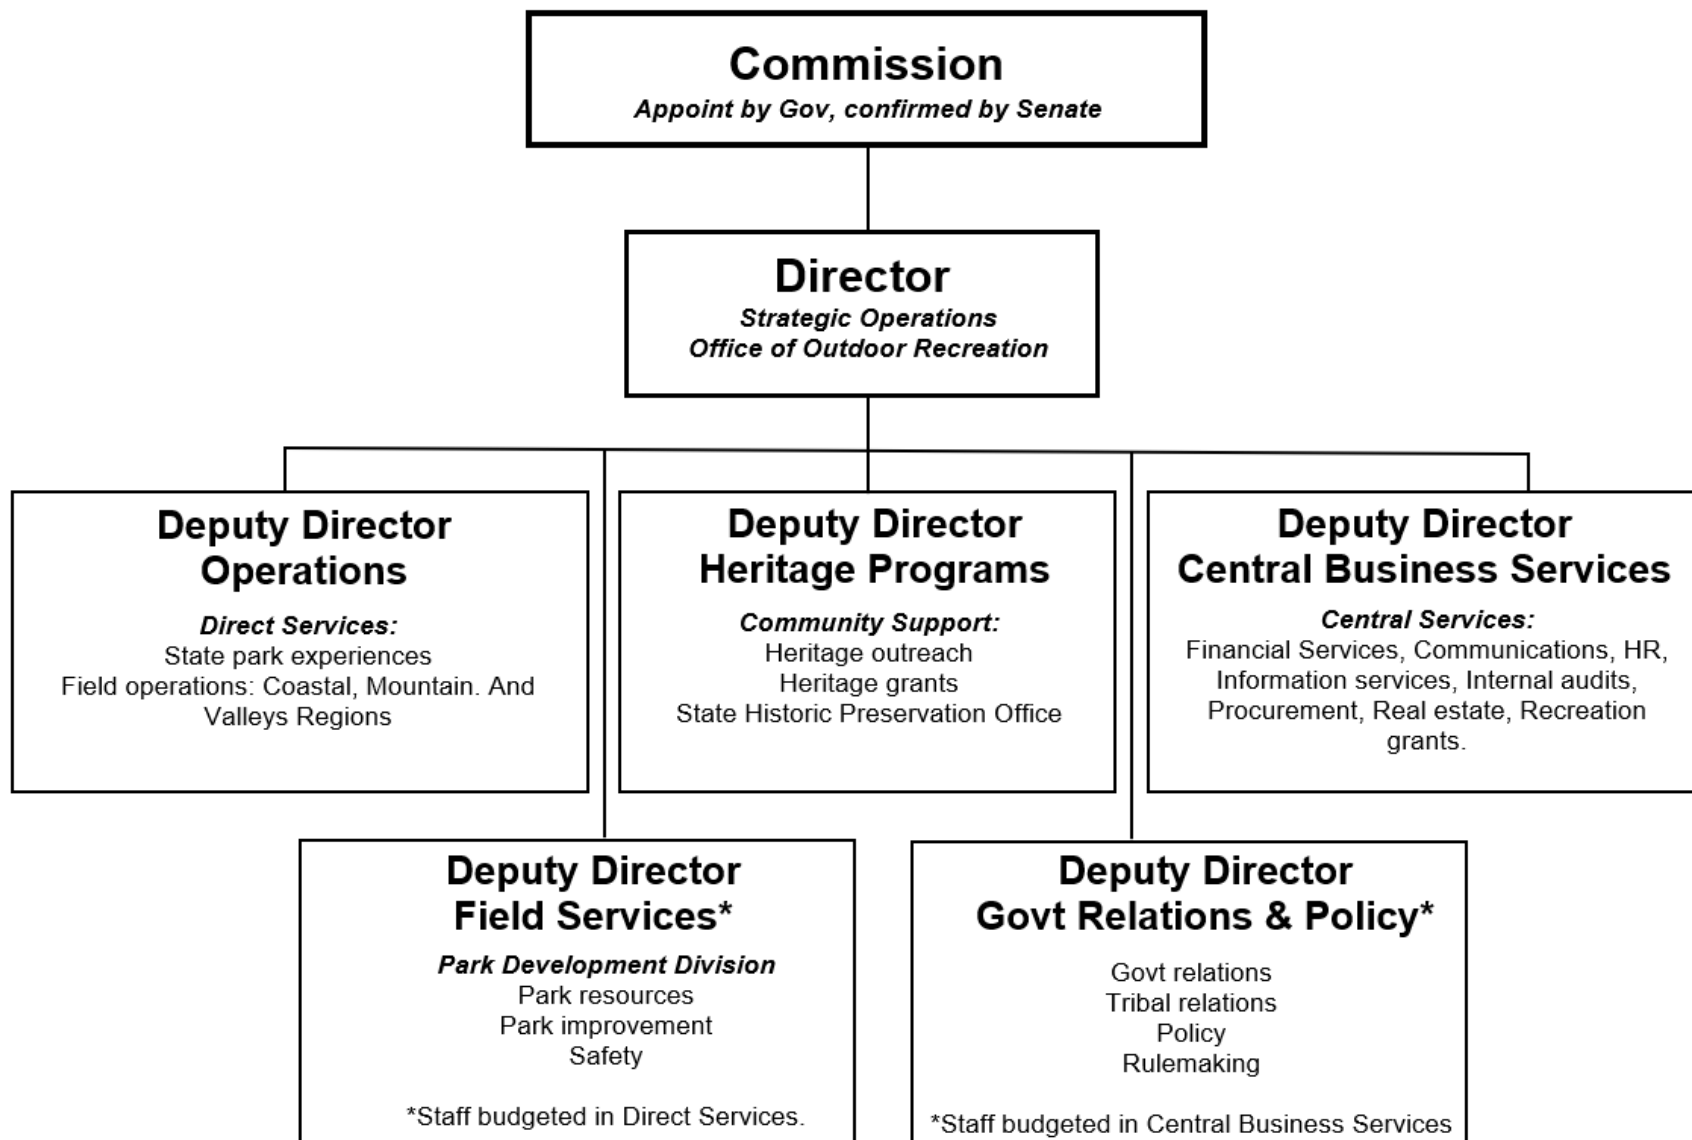 Commission
Appoint by Gov, confirmed by Senate
Director
Strategic Operations
Office of Outdoor Recreation
Deputy Director
Operations
Direct Services:
State park experiences
Field operations: Coastal, Mountain. And
Valleys Regions
Deputy Director
Heritage Programs
Community Support:
Heritage outreach
Heritage grants
State Historic Preservation Office
Deputy Director
Central Business Services
Central Services:
Financial Services, Communications, HR,
Information services, Internal audits,
Procurement, Real estate, Recreation
grants.
Deputy Director
Field Services*
Park Development Division
Park resources
Park improvement
Safety
*Staff budgeted in Direct Services.
Deputy Director
Govt Relations & Policy*
Govt relations
Tribal relations
Policy
Rulemaking
*Staff budgeted in Central Business Services